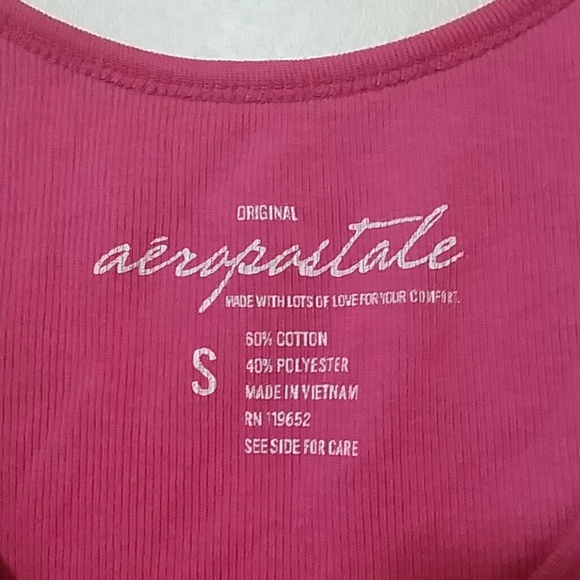 ORIGINAL
aéropostale
MADE WITH LOTS OF LOVE FOR YOUR COMFORT.
S
60% COTTON
40% POLYESTER
MADE IN VIETNAM
RN 119652
SEE SIDE FOR CARE